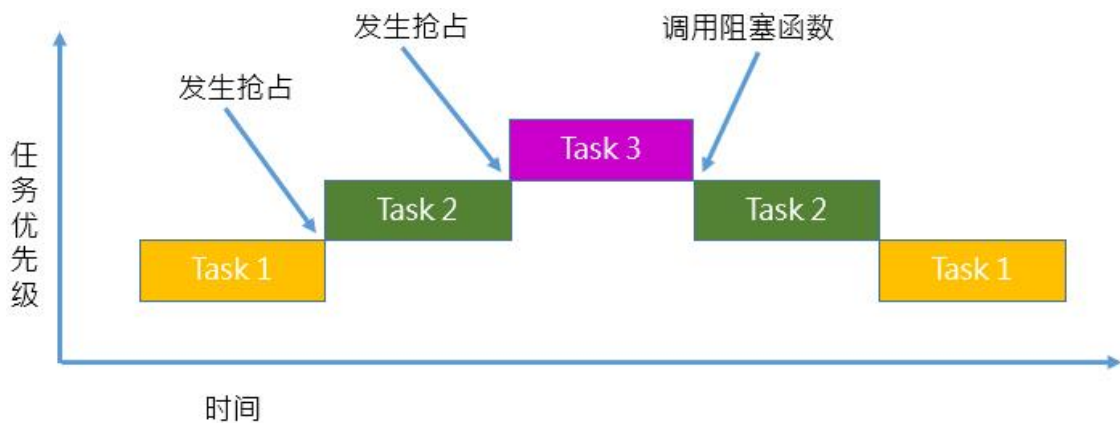 发生抢占
调用阻塞函数
发生抢占
Task 3
Task 2
Task 2
Task 1
Task 1
任务优先级
时间